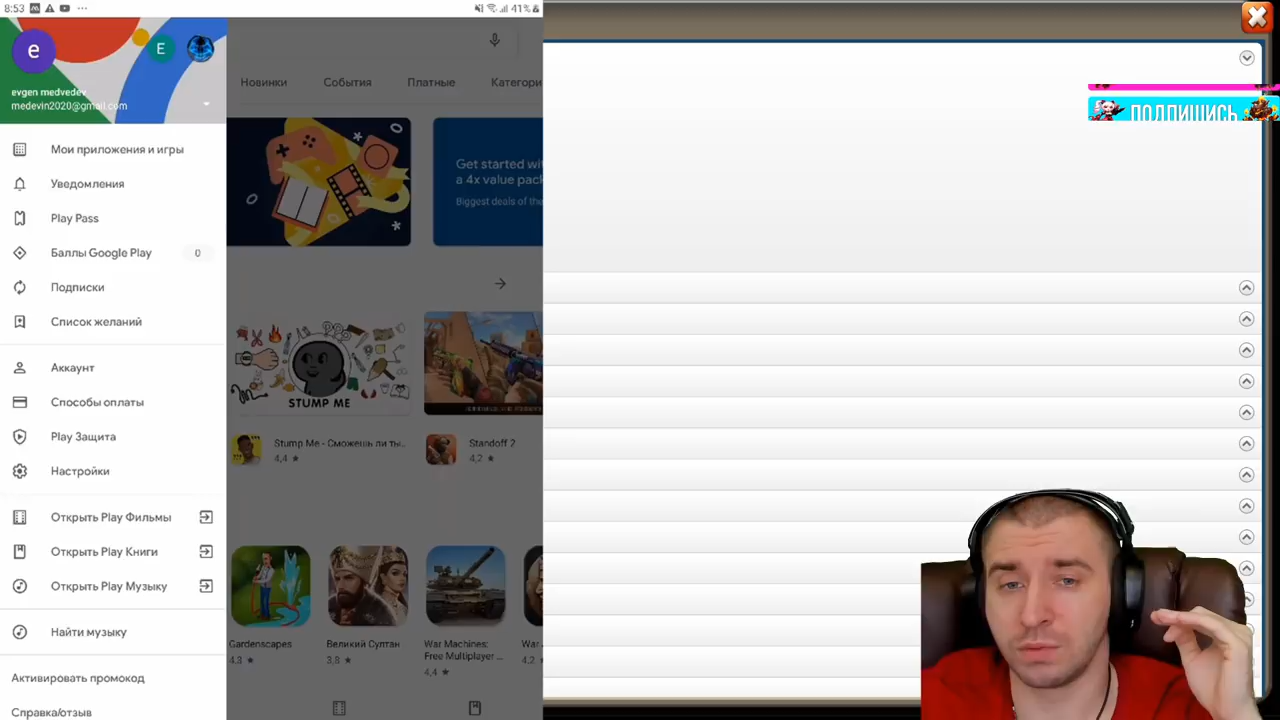 8:53
41%
e
E
evgen medvedev
medevin2020@gmail.com
Мои приложения и игры
Уведомления
Play Pass
Баллы Google Play
0
Подписки
Список желаний
Аккаунт
Способы оплаты
Play Защита
Настройки
Открыть Play Фильмы
Открыть Play Книги
Открыть Play Музыку
Найти музыку
Активировать промокод
Справка/отзыв
Новинки
События
Платные
Категори
Get started wit
a 4x value pack
Biggest deals of the
STUMP ME
Stump Me - Сможешь ли ты...
4,4 ★
Standoff 2
4,2 ★
Gardenscapes
4,3 ★
Великий Султан
3,8 ★
War Machines:
Free Multiplayer ...
4,4 ★
4,2
ПОДПИШИСЬ